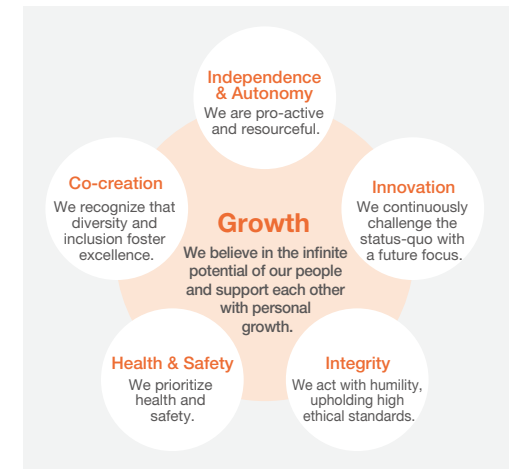 Independence
& Autonomy
We are pro-active
and resourceful.
Co-creation
We recognize that
diversity and
inclusion foster
excellence.
Innovation
We continuously
challenge the
status-quo with
a future focus.
Growth
We believe in the infinite
potential of our people
and support each other
with personal
growth.
Health & Safety
We prioritize
health and
safety.
Integrity
We act with humility,
upholding high
ethical standards.